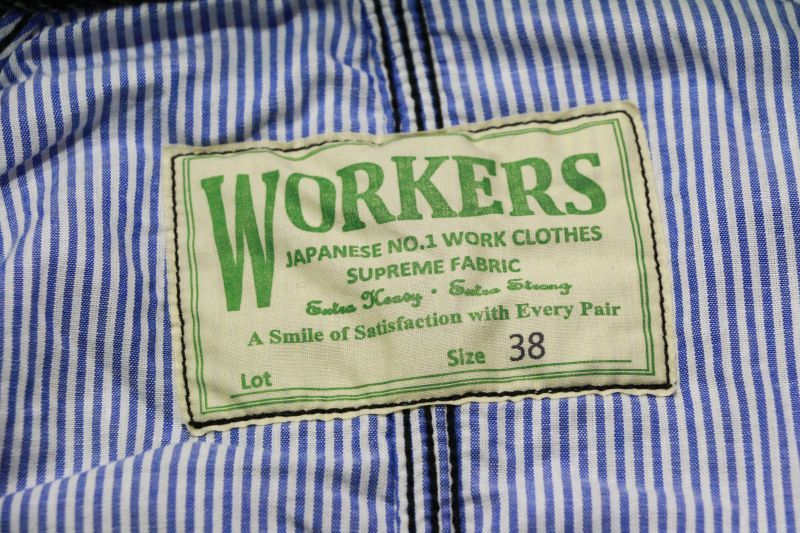 WORKERS
JAPANESE NO.1 WORK CLOTHES
SUPREME FABRIC
Extra Heavy · Extra Strong
A Smile of Satisfaction with Every Pair
Lot Size 38